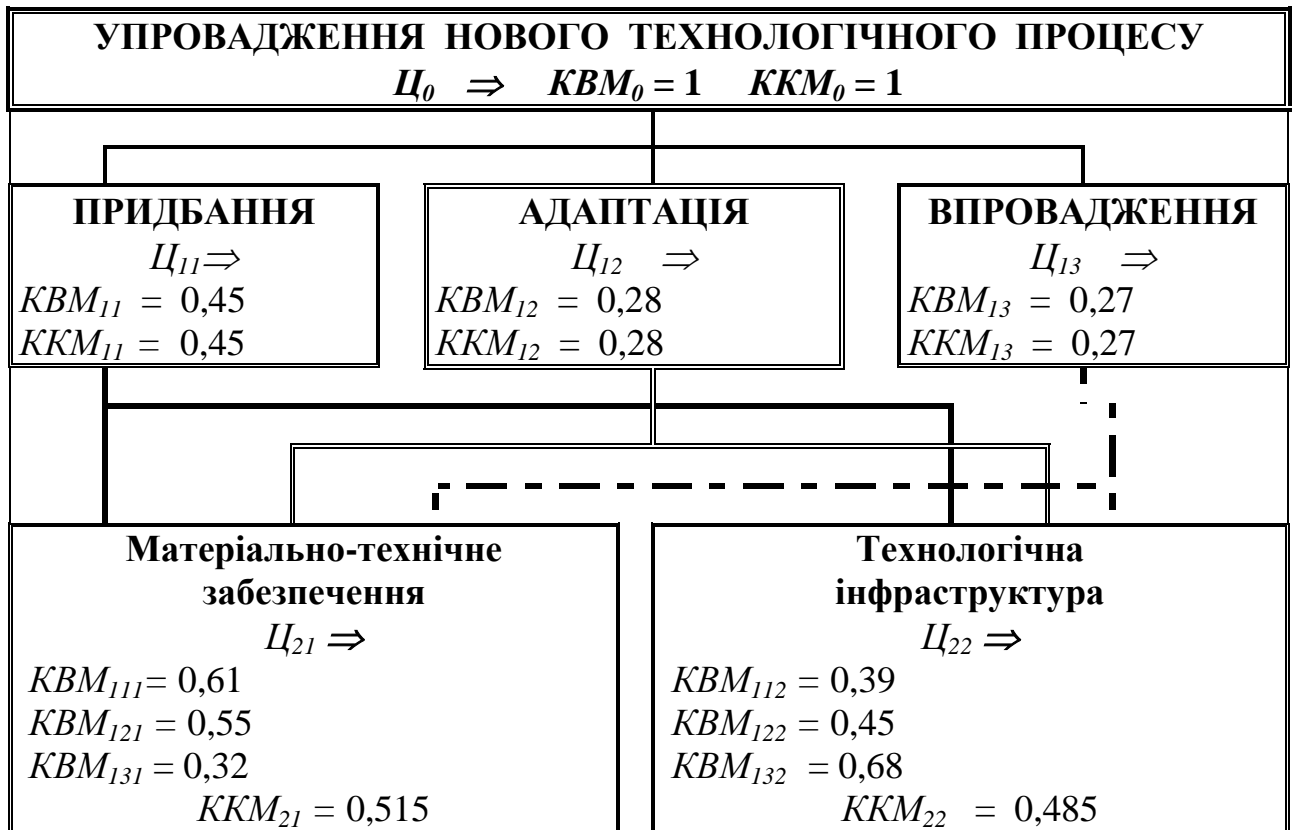 УПРОВАДЖЕННЯ НОВОГО ТЕХНОЛОГІЧНОГО ПРОЦЕСУ
Ц0 ⇒ КВМ0 = 1 ККМ0 = 1
ПРИДБАННЯ
Ц11⇒
КВМ11 = 0,45
ККМ11 = 0,45
АДАПТАЦІЯ
Ц12 ⇒
КВМ12 = 0,28
ККМ12 = 0,28
ВПРОВАДЖЕННЯ
Ц13 ⇒
КВМ13 = 0,27
ККМ13 = 0,27
Матеріально-технічне
забезпечення
Ц21 ⇒
КВМ111= 0,61
КВМ121 = 0,55
КВМ131 = 0,32
ККМ21 = 0,515
Технологічна
інфраструктура
Ц22 ⇒
КВМ112 = 0,39
КВМ122 = 0,45
КВМ132 = 0,68
ККМ22 = 0,485